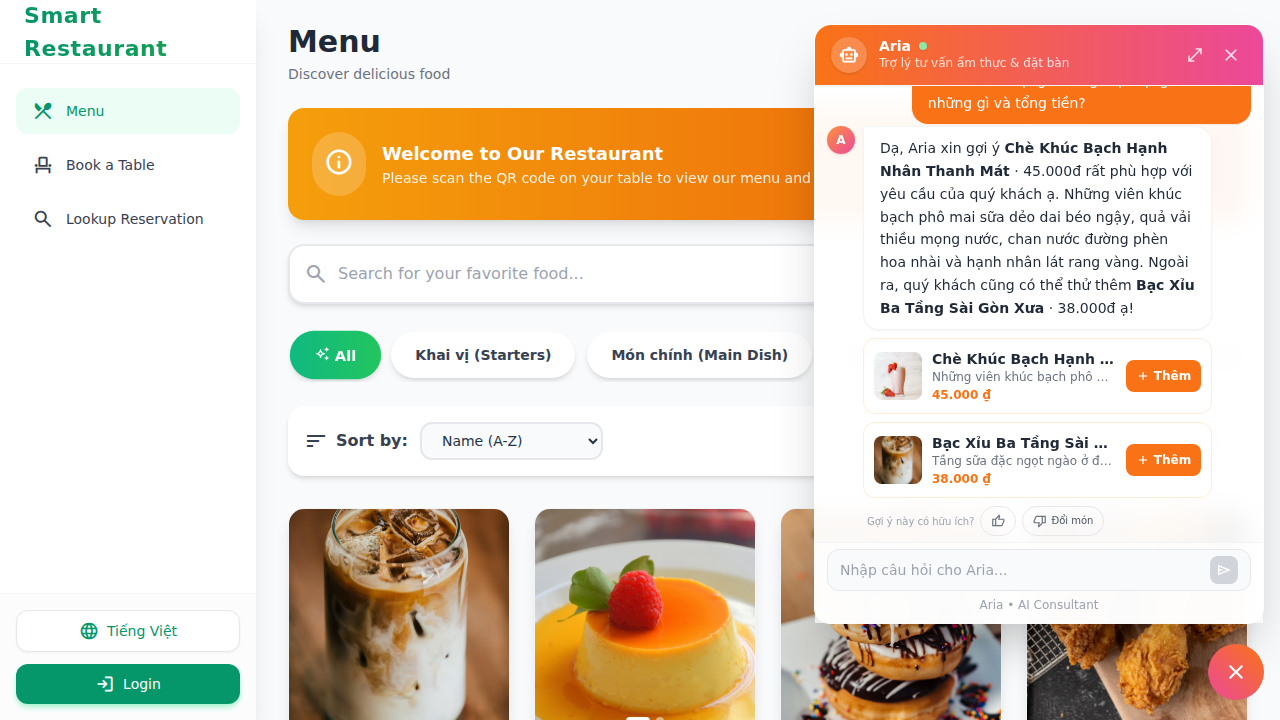 Smart
Restaurant
Menu
Book a Table
Lookup Reservation
Tiếng Việt
Login
Menu
Discover delicious food
Welcome to Our Restaurant
Please scan the QR code on your table to view our menu and
Search for your favorite food...
All
Khai vị (Starters)
Món chính (Main Dish)
Sort by:
Name (A-Z)
Aria
Trợ lý tư vấn ẩm thực & đặt bàn
những gì và tổng tiền?
A
Dạ, Aria xin gợi ý Chè Khúc Bạch Hạnh
Nhân Thanh Mát · 45.000đ rất phù hợp với
yêu cầu của quý khách ạ. Những viên khúc
bạch phô mai sữa dẻo dai béo ngậy, quả vải
thiều mọng nước, chan nước đường phèn
hoa nhài và hạnh nhân lát rang vàng. Ngoài
ra, quý khách cũng có thể thử thêm Bạc Xỉu
Ba Tầng Sài Gòn Xưa · 38.000đ ạ!
Chè Khúc Bạch Hạnh ...
Những viên khúc bạch phô ...
45.000 ₫
+ Thêm
Bạc Xỉu Ba Tầng Sài ...
Tầng sữa đặc ngọt ngào ở đ...
38.000 ₫
+ Thêm
Gợi ý này có hữu ích?
Đổi món
Nhập câu hỏi cho Aria...
Aria • AI Consultant